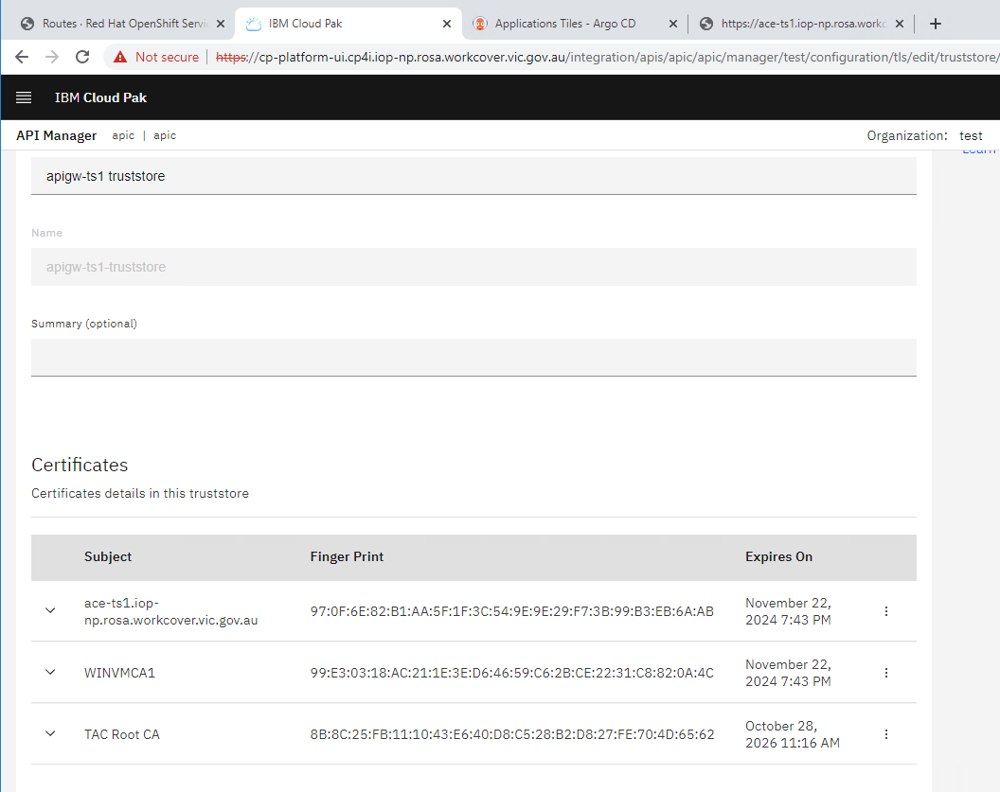 Routes · Red Hat OpenShift Servic
IBM Cloud Pak
Applications Tiles - Argo CD
https://ace-ts1.iop-np.rosa.workc
Not secure
https://cp-platform-ui.cp4i.iop-np.rosa.workcover.vic.gov.au/integration/apis/apic/apic/manager/test/configuration/tls/edit/truststore/
IBM Cloud Pak
API Manager apic | apic Organization: test
Learn
apigw-ts1 truststore
Name
apigw-ts1-truststore
Summary (optional)
Certificates
Certificates details in this truststore
Subject Finger Print Expires On
ace-ts1.iop-
np.rosa.workcover.vic.gov.au
97:0F:6E:82:B1:AA:5F:1F:3C:54:9E:9E:29:F7:3B:99:B3:EB:6A:AB
November 22,
2024 7:43 PM
WINVMCA1
99:E3:03:18:AC:21:1E:3E:D6:46:59:C6:2B:CE:22:31:C8:82:0A:4C
November 22,
2024 7:43 PM
TAC Root CA
8B:8C:25:FB:11:10:43:E6:40:D8:C5:28:B2:D8:27:FE:70:4D:65:62
October 28,
2026 11:16 AM